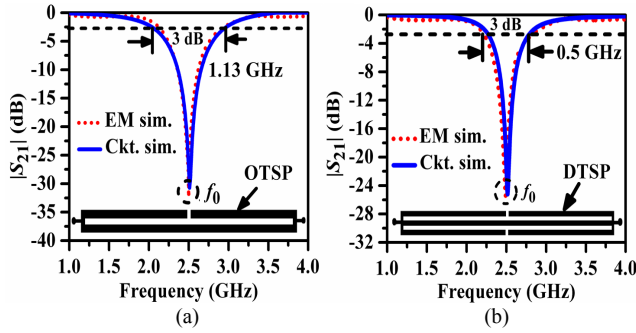 0
-5
-10
-15
-20
-25
-30
-35
-40
|S21| (dB)
3 dB
1.13 GHz
EM sim.
Ckt. sim.
f0
OTSP
1.0 1.5 2.0 2.5 3.0 3.5 4.0
Frequency (GHz)
(a)
0
-4
-8
-12
-16
-20
-24
-28
-32
|S21| (dB)
3 dB
0.5 GHz
EM sim.
Ckt. sim.
f0
DTSP
1.0 1.5 2.0 2.5 3.0 3.5 4.0
Frequency (GHz)
(b)